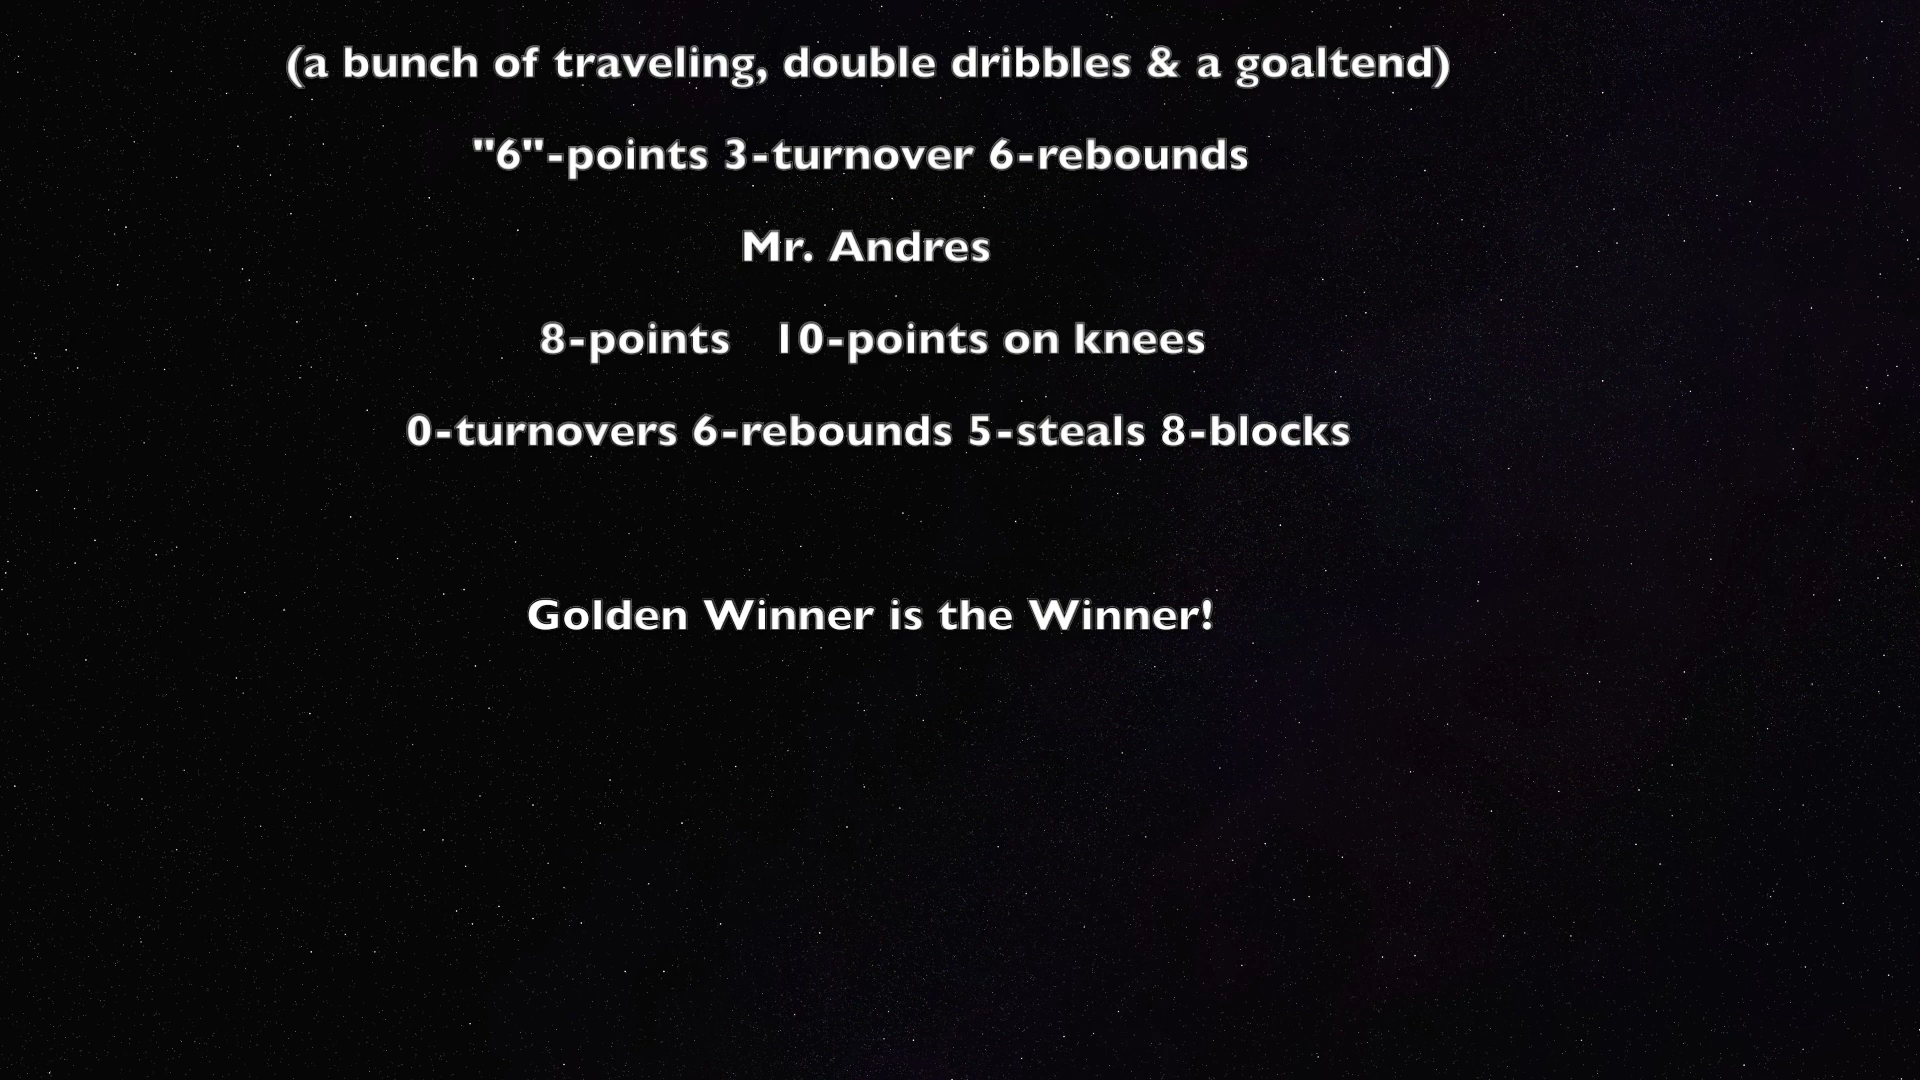 (a bunch of traveling, double dribbles & a goaltend)
"6"-points 3-turnover 6-rebounds
Mr. Andres
8-points   10-points on knees
0-turnovers 6-rebounds 5-steals 8-blocks
Golden Winner is the Winner!